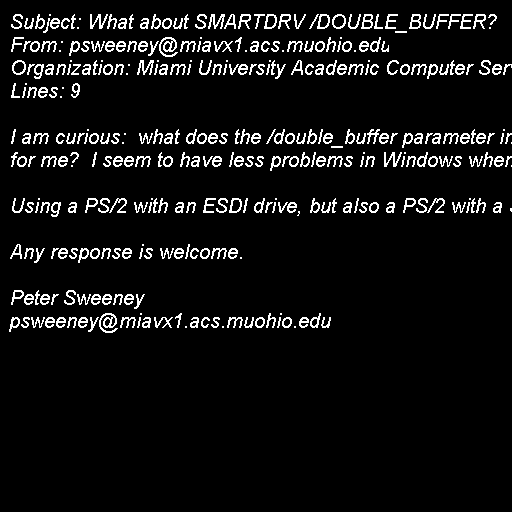 Subject: What about SMARTDRV /DOUBLE_BUFFER?
From: psweeney@miavx1.acs.muohio.edu
Organization: Miami University Academic Computer Ser
Lines: 9
I am curious:  what does the /double_buffer parameter in
for me?  I seem to have less problems in Windows when
Using a PS/2 with an ESDI drive, but also a PS/2 with a
Any response is welcome.
Peter Sweeney
psweeney@miavx1.acs.muohio.edu